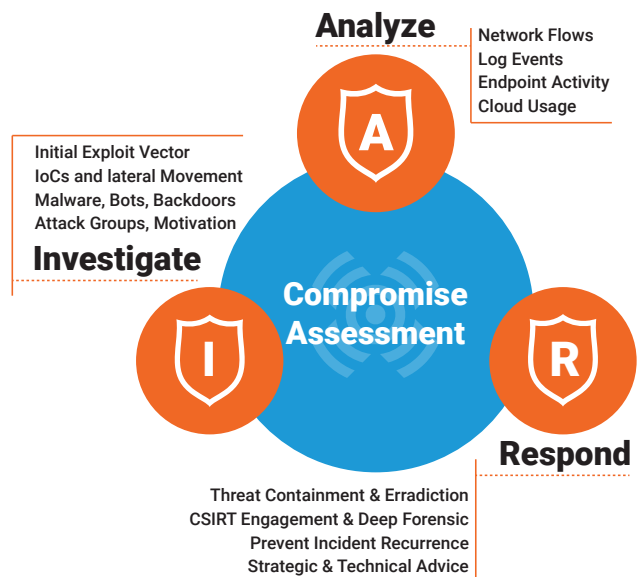 Analyze
Network Flows
Log Events
Endpoint Activity
Cloud Usage
A
Initial Exploit Vector
IoCs and lateral Movement
Malware, Bots, Backdoors
Attack Groups, Motivation
Investigate
I
Compromise
Assessment
R
Respond
Threat Containment & Erradiction
CSIRT Engagement & Deep Forensic
Prevent Incident Recurrence
Strategic & Technical Advice